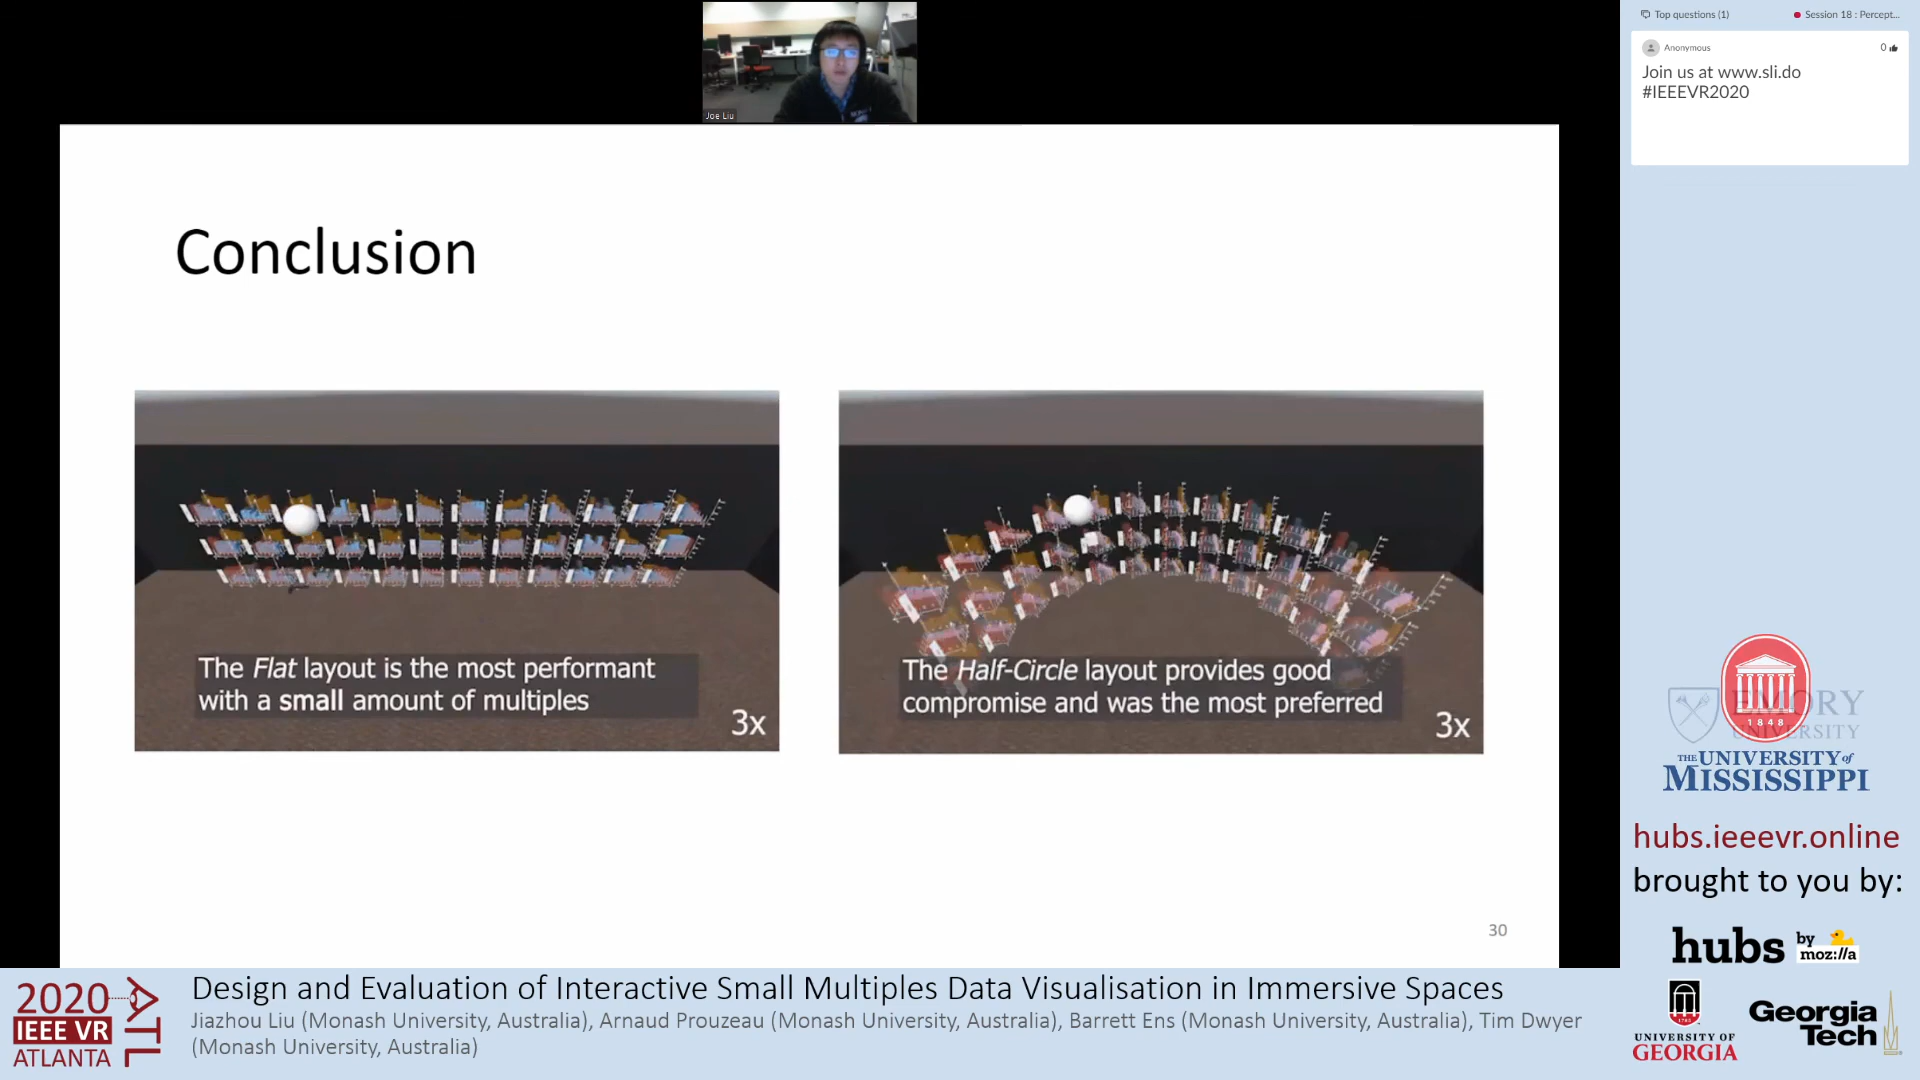 Joe Liu
Top questions (1)
Session 18 : Percept...
Anonymous
0
Join us at www.sli.do
#IEEEVR2020
Conclusion
The Flat layout is the most performant
with a small amount of multiples
3x
The Half-Circle layout provides good
compromise and was the most preferred
3x
30
EMORY
UNIVERSITY
1848
THE UNIVERSITY of
MISSISSIPPI
hubs.ieeevr.online
brought to you by:
hubs by
moz://a
UNIVERSITY OF
GEORGIA
Georgia
Tech
2020
IEEE VR
ATLANTA
ATL
Design and Evaluation of Interactive Small Multiples Data Visualisation in Immersive Spaces
Jiazhou Liu (Monash University, Australia), Arnaud Prouzeau (Monash University, Australia), Barrett Ens (Monash University, Australia), Tim Dwyer
(Monash University, Australia)